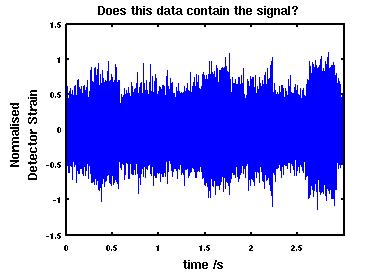 Does this data contain the signal?
1.5
1
0.5
0
-0.5
-1
-1.5
Normalised
Detector Strain
0 0.5 1 1.5 2 2.5
time /s